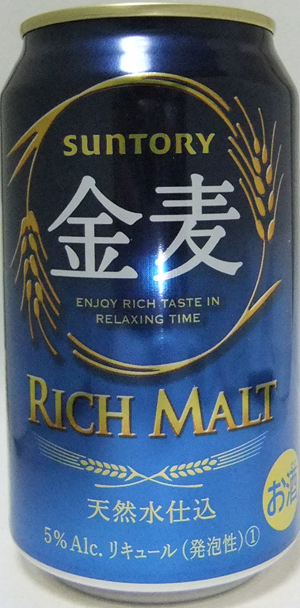 SUNTORY
金麦
ENJOY RICH TASTE IN
RELAXING TIME
RICH MALT
お酒
天然水仕込
5% Alc. リキュール(発泡性)①